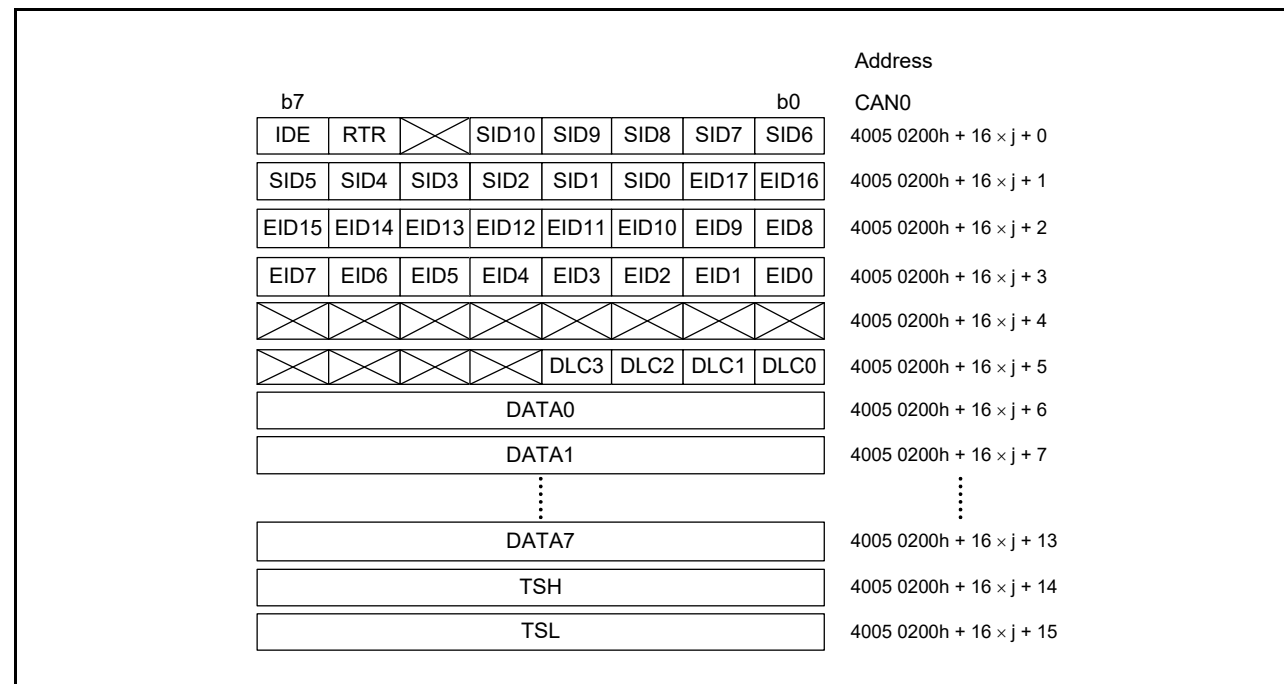 Address
b7 b0 CAN0
IDE RTR SID10 SID9 SID8 SID7 SID6 4005 0200h + 16 × j + 0
SID5 SID4 SID3 SID2 SID1 SID0 EID17 EID16 4005 0200h + 16 × j + 1
EID15 EID14 EID13 EID12 EID11 EID10 EID9 EID8 4005 0200h + 16 × j + 2
EID7 EID6 EID5 EID4 EID3 EID2 EID1 EID0 4005 0200h + 16 × j + 3
4005 0200h + 16 × j + 4
DLC3 DLC2 DLC1 DLC0 4005 0200h + 16 × j + 5
DATA0 4005 0200h + 16 × j + 6
DATA1 4005 0200h + 16 × j + 7
DATA7 4005 0200h + 16 × j + 13
TSH 4005 0200h + 16 × j + 14
TSL 4005 0200h + 16 × j + 15